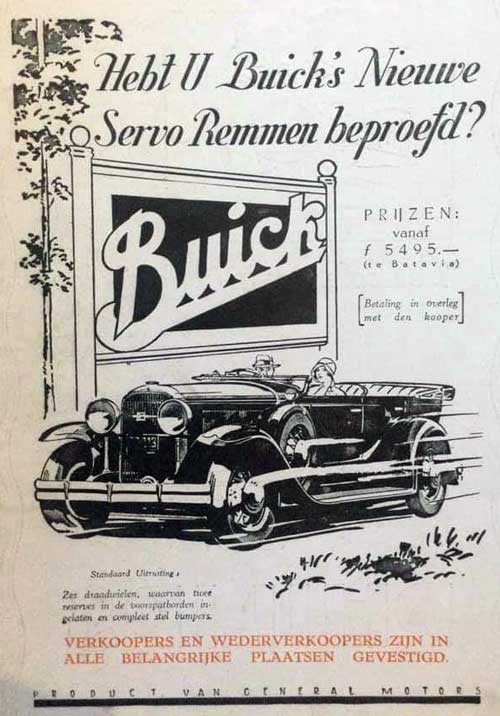 Hebt U Buick's Nieuwe
Servo Remmen beproefd?
Buick
PRIJZEN:
vanaf
f 5495.—
(te Batavia)
[Betaling in overleg
met den kooper]
Standaard Uitrusting:
Zes draadwielen, waarvan twee
reserves in de voorspatborden in-
gelaten en compleet stel bumpers.
VERKOOPERS EN WEDERVERKOOPERS ZIJN IN
ALLE BELANGRIJKE PLAATSEN GEVESTIGD.
PRODUCT VAN GENERAL MOTORS